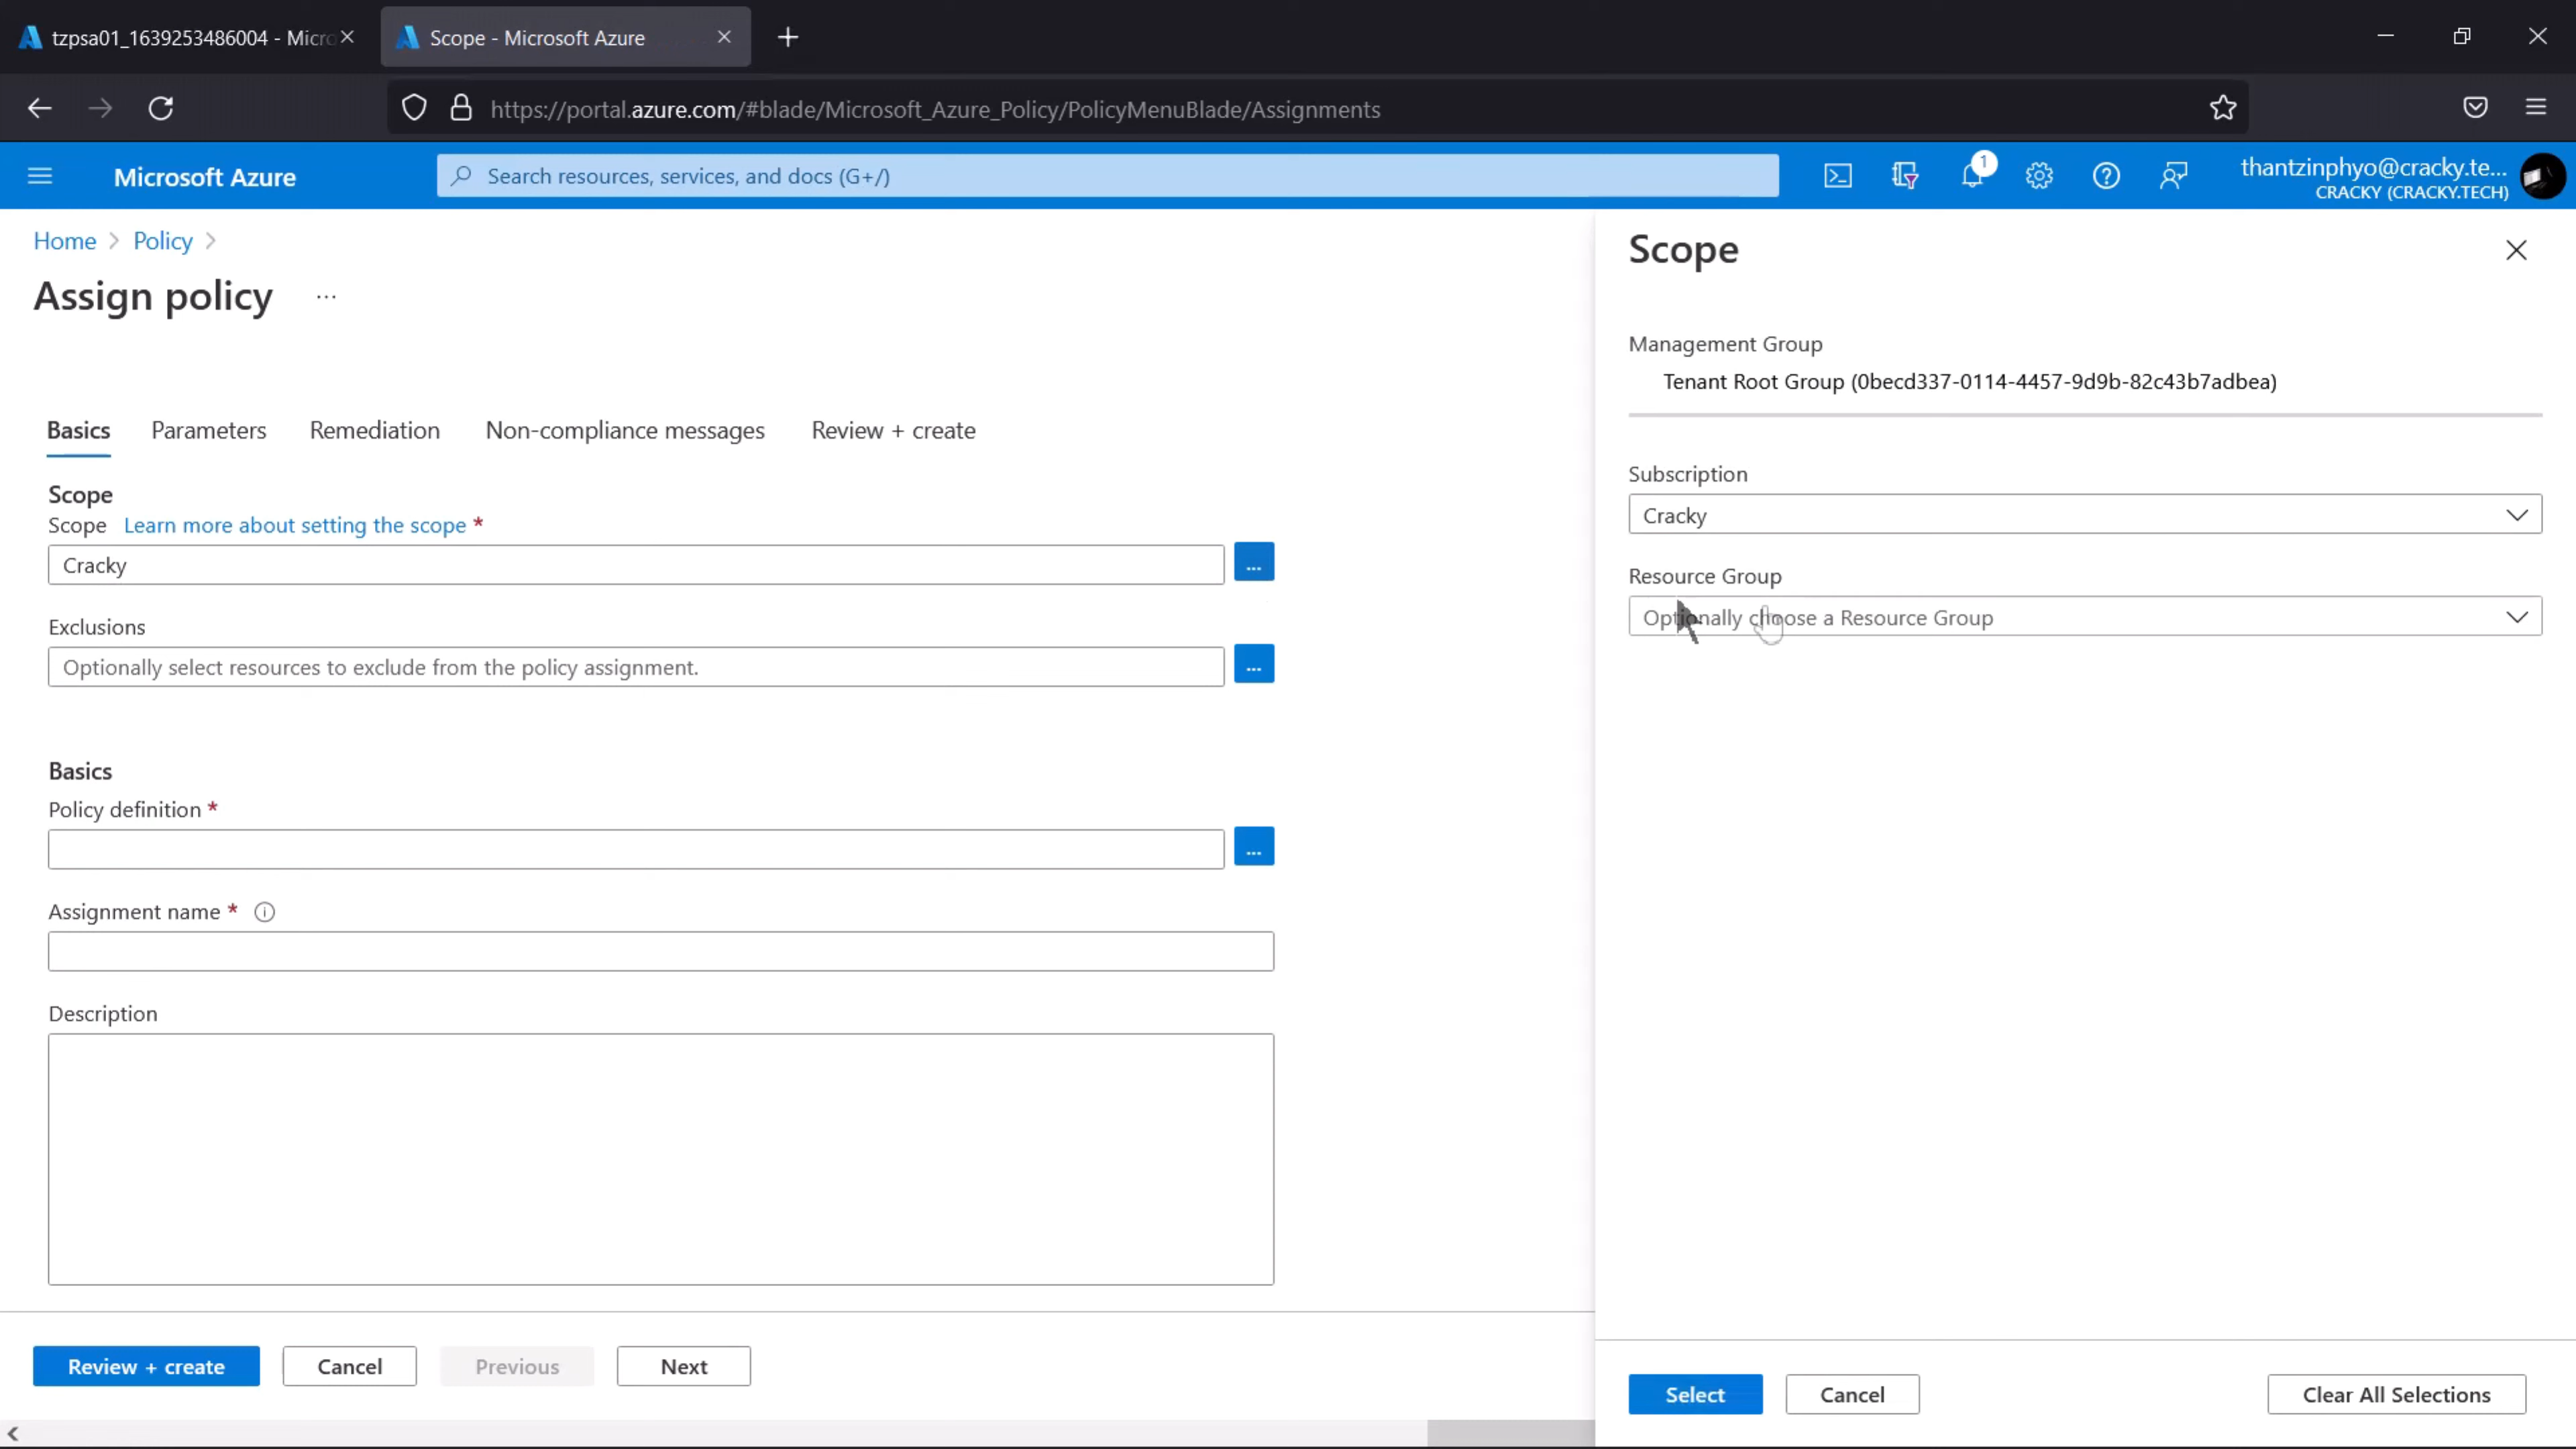 tzpsa01_1639253486004 - Micro
Scope - Microsoft Azure
https://portal.azure.com/#blade/Microsoft_Azure_Policy/PolicyMenuBlade/Assignments
Microsoft Azure
Search resources, services, and docs (G+/)
1
thantzinphyo@cracky.te...
CRACKY (CRACKY.TECH)
Home > Policy >
Assign policy ...
Basics Parameters Remediation Non-compliance messages Review + create
Scope
Scope Learn more about setting the scope *
Cracky
...
Exclusions
Optionally select resources to exclude from the policy assignment.
...
Basics
Policy definition *
...
Assignment name *
Description
Review + create Cancel Previous Next
Scope
Management Group
Tenant Root Group (0becd337-0114-4457-9d9b-82c43b7adbea)
Subscription
Cracky
Resource Group
Optionally choose a Resource Group
Select Cancel Clear All Selections